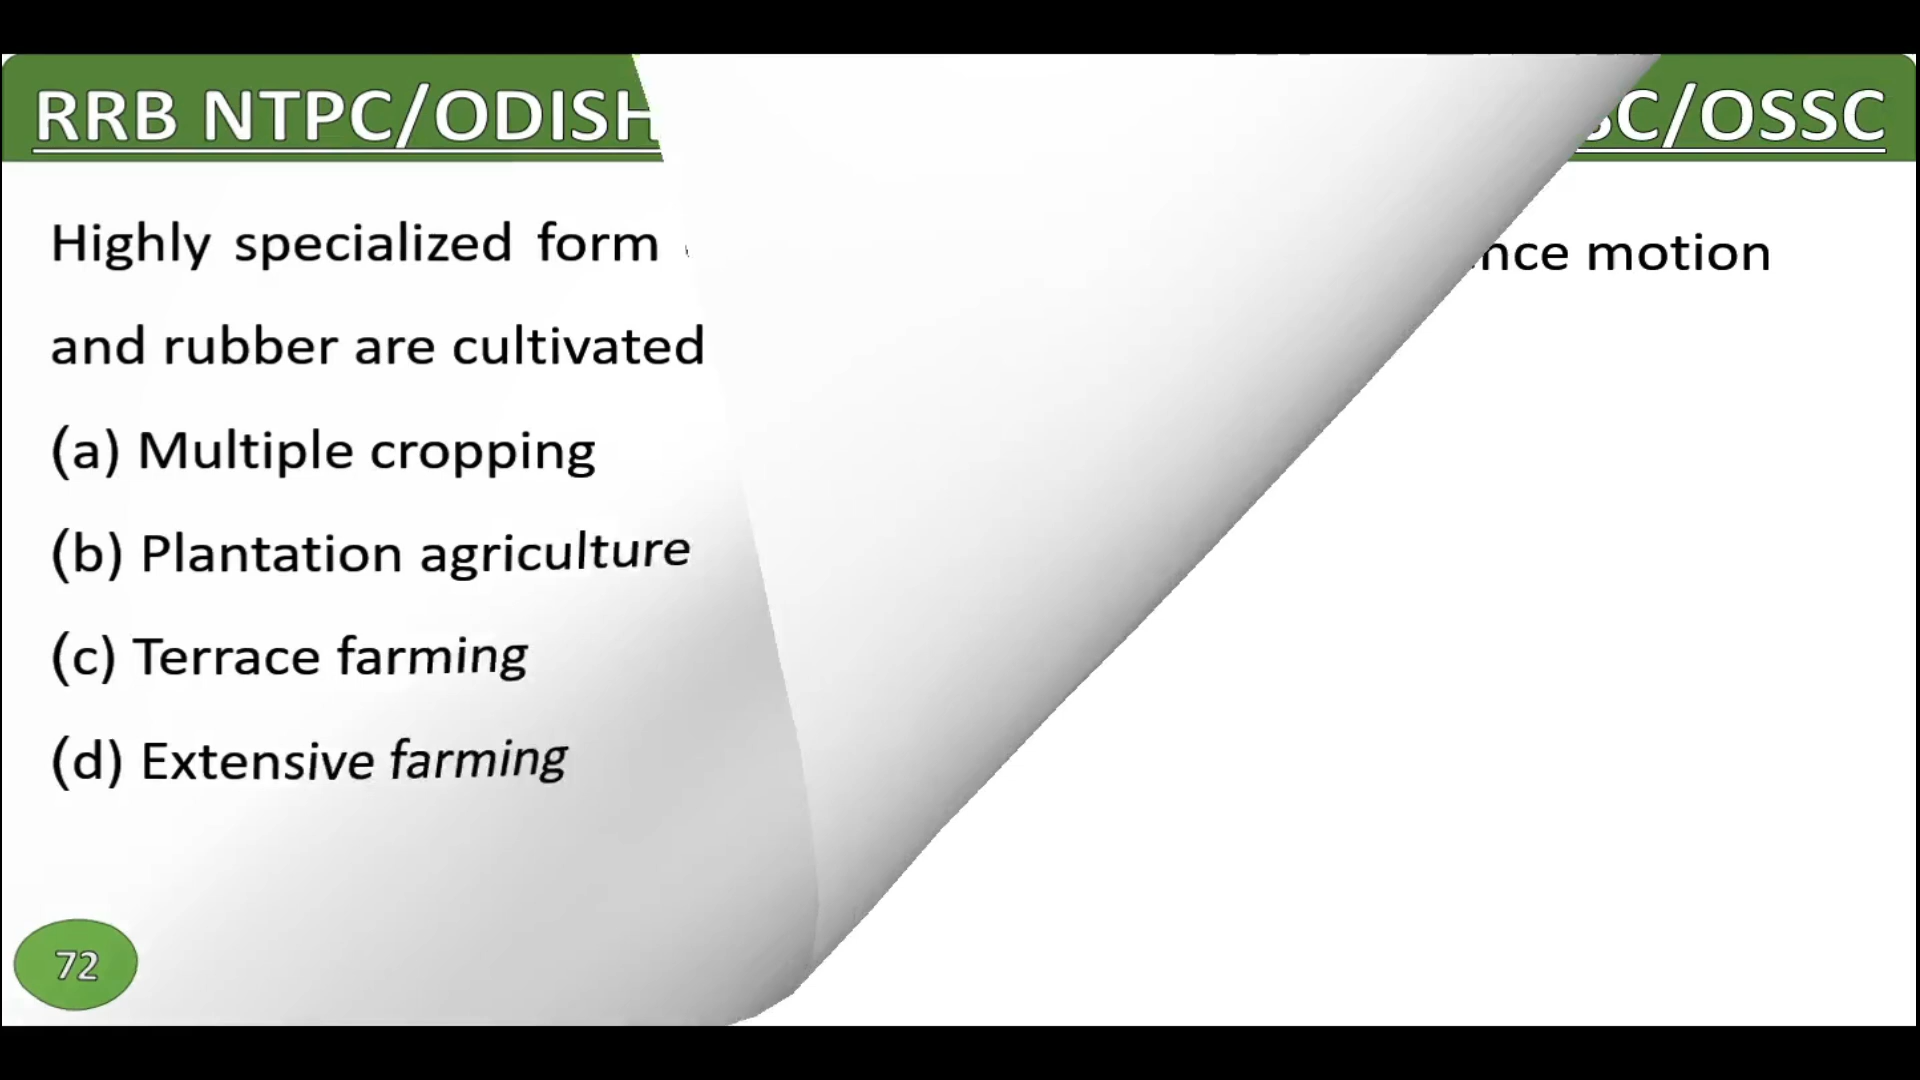 RRB NTPC/ODISH
SC/OSSC
Highly specialized form
nce motion
and rubber are cultivated
(a) Multiple cropping
(b) Plantation agriculture
(c) Terrace farming
(d) Extensive farming
72